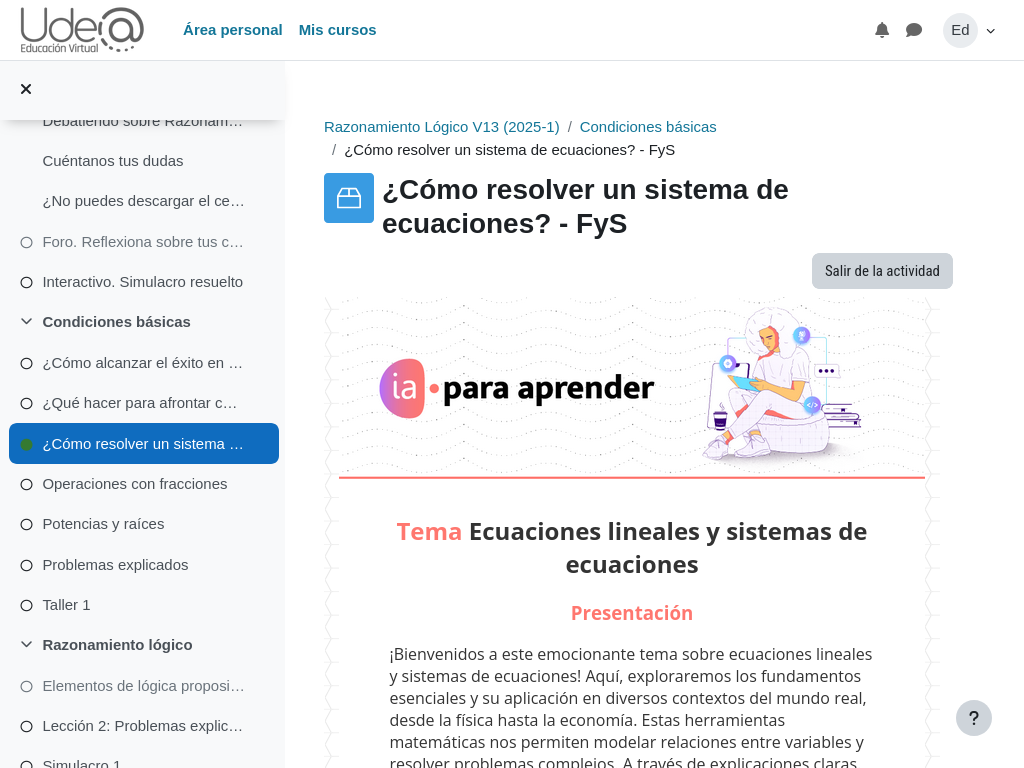 Ude@
Educación Virtual
Área personal
Mis cursos
Ed
Debatiendo sobre Razonam…
Cuéntanos tus dudas
¿No puedes descargar el ce…
Foro. Reflexiona sobre tus c…
Interactivo. Simulacro resuelto
Condiciones básicas
¿Cómo alcanzar el éxito en …
¿Qué hacer para afrontar c…
¿Cómo resolver un sistema …
Operaciones con fracciones
Potencias y raíces
Problemas explicados
Taller 1
Razonamiento lógico
Elementos de lógica proposi…
Lección 2: Problemas explic…
Simulacro 1
Razonamiento Lógico V13 (2025-1) / Condiciones básicas
/ ¿Cómo resolver un sistema de ecuaciones? - FyS
¿Cómo resolver un sistema de
ecuaciones? - FyS
Salir de la actividad
ia para aprender
Tema Ecuaciones lineales y sistemas de
ecuaciones
Presentación
¡Bienvenidos a este emocionante tema sobre ecuaciones lineales
y sistemas de ecuaciones! Aquí, exploraremos los fundamentos
esenciales y su aplicación en diversos contextos del mundo real,
desde la física hasta la economía. Estas herramientas
matemáticas nos permiten modelar relaciones entre variables y
resolver problemas complejos. A través de explicaciones claras,
?